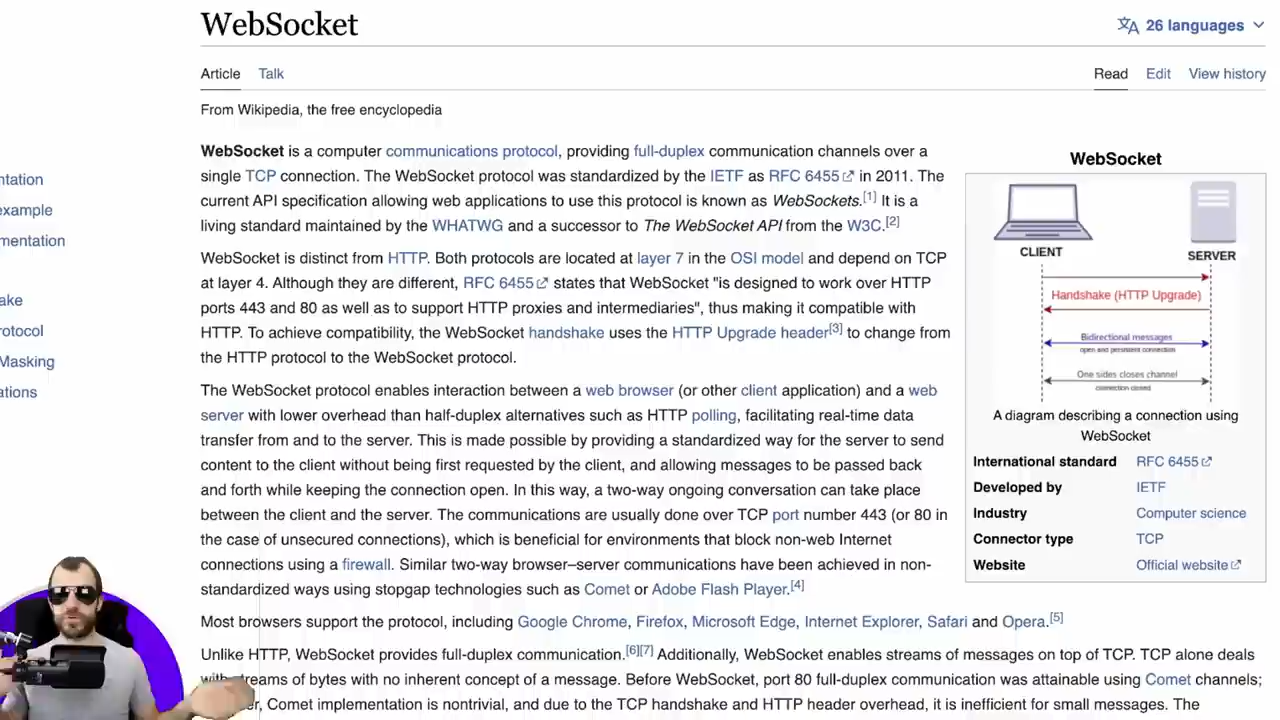 WebSocket
26 languages
Article Talk
Read Edit View history
From Wikipedia, the free encyclopedia
ntation
example
mentation
ake
otocol
Masking
ations
WebSocket is a computer communications protocol, providing full-duplex communication channels over a
single TCP connection. The WebSocket protocol was standardized by the IETF as RFC 6455 in 2011. The
current API specification allowing web applications to use this protocol is known as WebSockets.[1] It is a
living standard maintained by the WHATWG and a successor to The WebSocket API from the W3C.[2]
WebSocket is distinct from HTTP. Both protocols are located at layer 7 in the OSI model and depend on TCP
at layer 4. Although they are different, RFC 6455 states that WebSocket "is designed to work over HTTP
ports 443 and 80 as well as to support HTTP proxies and intermediaries", thus making it compatible with
HTTP. To achieve compatibility, the WebSocket handshake uses the HTTP Upgrade header[3] to change from
the HTTP protocol to the WebSocket protocol.
The WebSocket protocol enables interaction between a web browser (or other client application) and a web
server with lower overhead than half-duplex alternatives such as HTTP polling, facilitating real-time data
transfer from and to the server. This is made possible by providing a standardized way for the server to send
content to the client without being first requested by the client, and allowing messages to be passed back
and forth while keeping the connection open. In this way, a two-way ongoing conversation can take place
between the client and the server. The communications are usually done over TCP port number 443 (or 80 in
the case of unsecured connections), which is beneficial for environments that block non-web Internet
connections using a firewall. Similar two-way browser–server communications have been achieved in non-
standardized ways using stopgap technologies such as Comet or Adobe Flash Player.[4]
WebSocket
CLIENT
SERVER
Handshake (HTTP Upgrade)
Bidirectional messages
open and persistent connection
One sides closes channel
connection closed
A diagram describing a connection using
WebSocket
International standard RFC 6455
Developed by IETF
Industry Computer science
Connector type TCP
Website Official website
Most browsers support the protocol, including Google Chrome, Firefox, Microsoft Edge, Internet Explorer, Safari and Opera.[5]
Unlike HTTP, WebSocket provides full-duplex communication.[6][7] Additionally, WebSocket enables streams of messages on top of TCP. TCP alone deals
with streams of bytes with no inherent concept of a message. Before WebSocket, port 80 full-duplex communication was attainable using Comet channels;
Comet implementation is nontrivial, and due to the TCP handshake and HTTP header overhead, it is inefficient for small messages. The